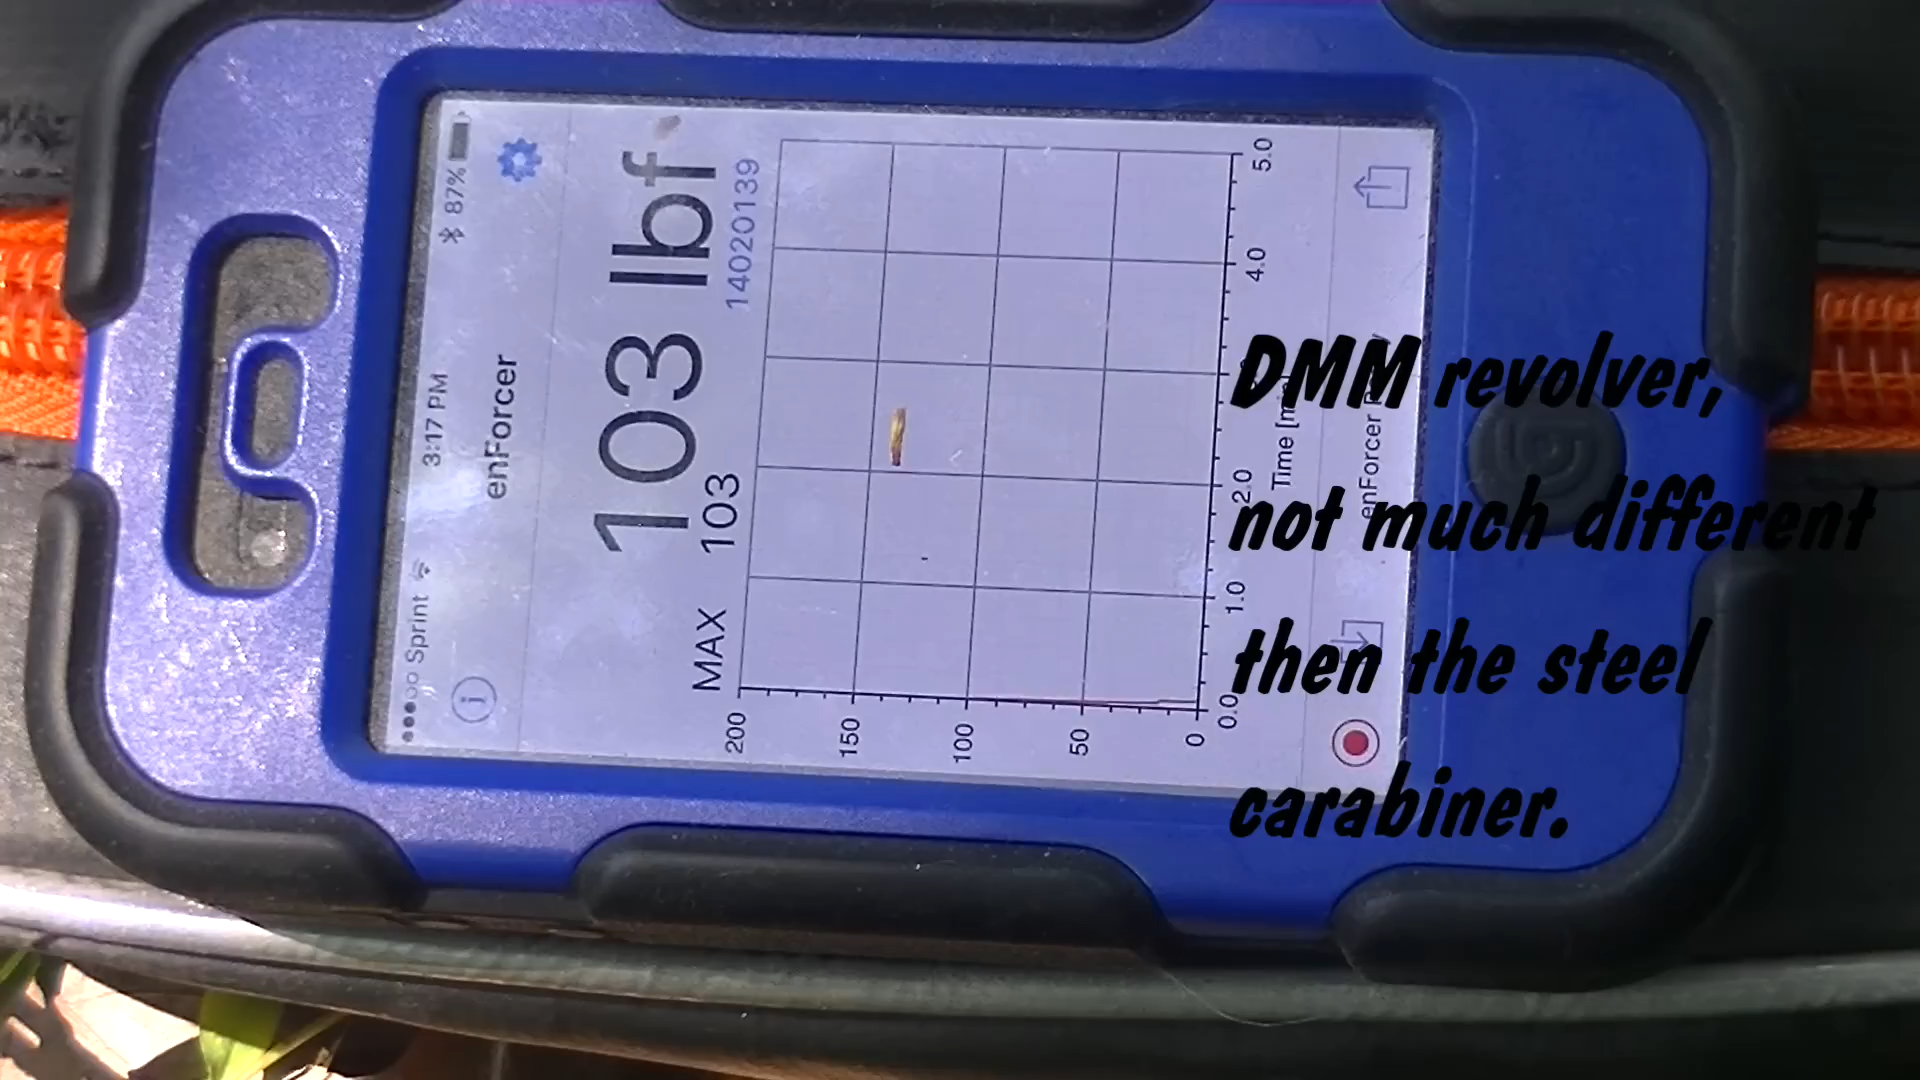 ●●●○○ Sprint 3:17 PM 87%
enForcer
103 lbf
MAX 103 14020139
200
150
100
50
0
0.0 1.0 2.0 4.0 5.0
Time [min
enForcer
DMM revolver,
not much different
then the steel
carabiner.